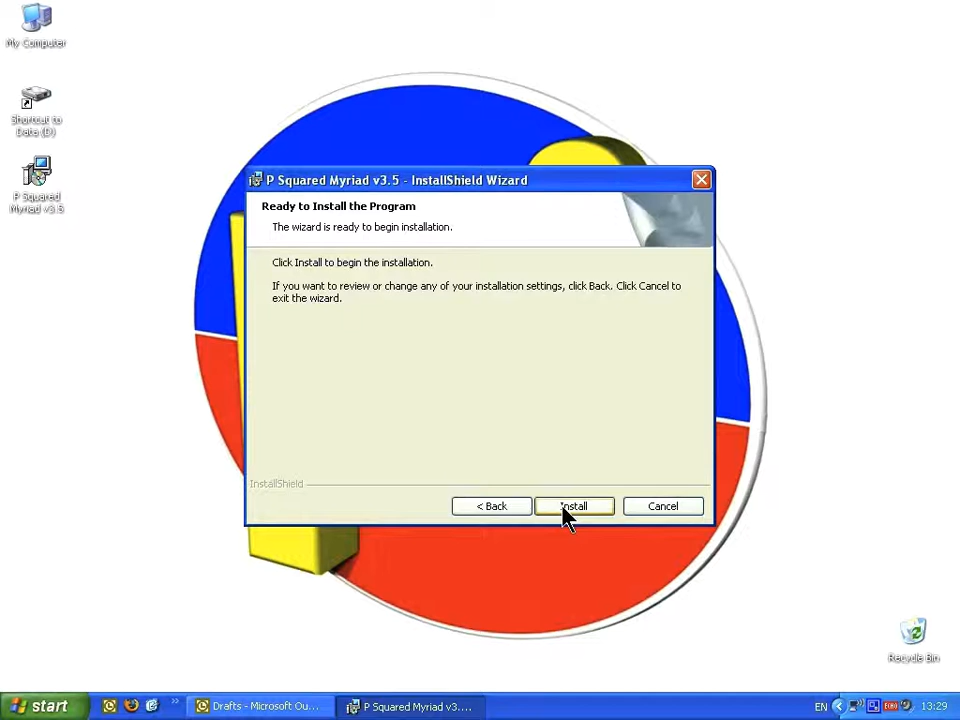 My Computer
Shortcut to
Data (D)
P Squared
Myriad v3.5
P Squared Myriad v3.5 - InstallShield Wizard
Ready to Install the Program
The wizard is ready to begin installation.
Click Install to begin the installation.
If you want to review or change any of your installation settings, click Back. Click Cancel to
exit the wizard.
InstallShield
< Back
Install
Cancel
Recycle Bin
start
Drafts - Microsoft Ou...
P Squared Myriad v3....
EN
13:29